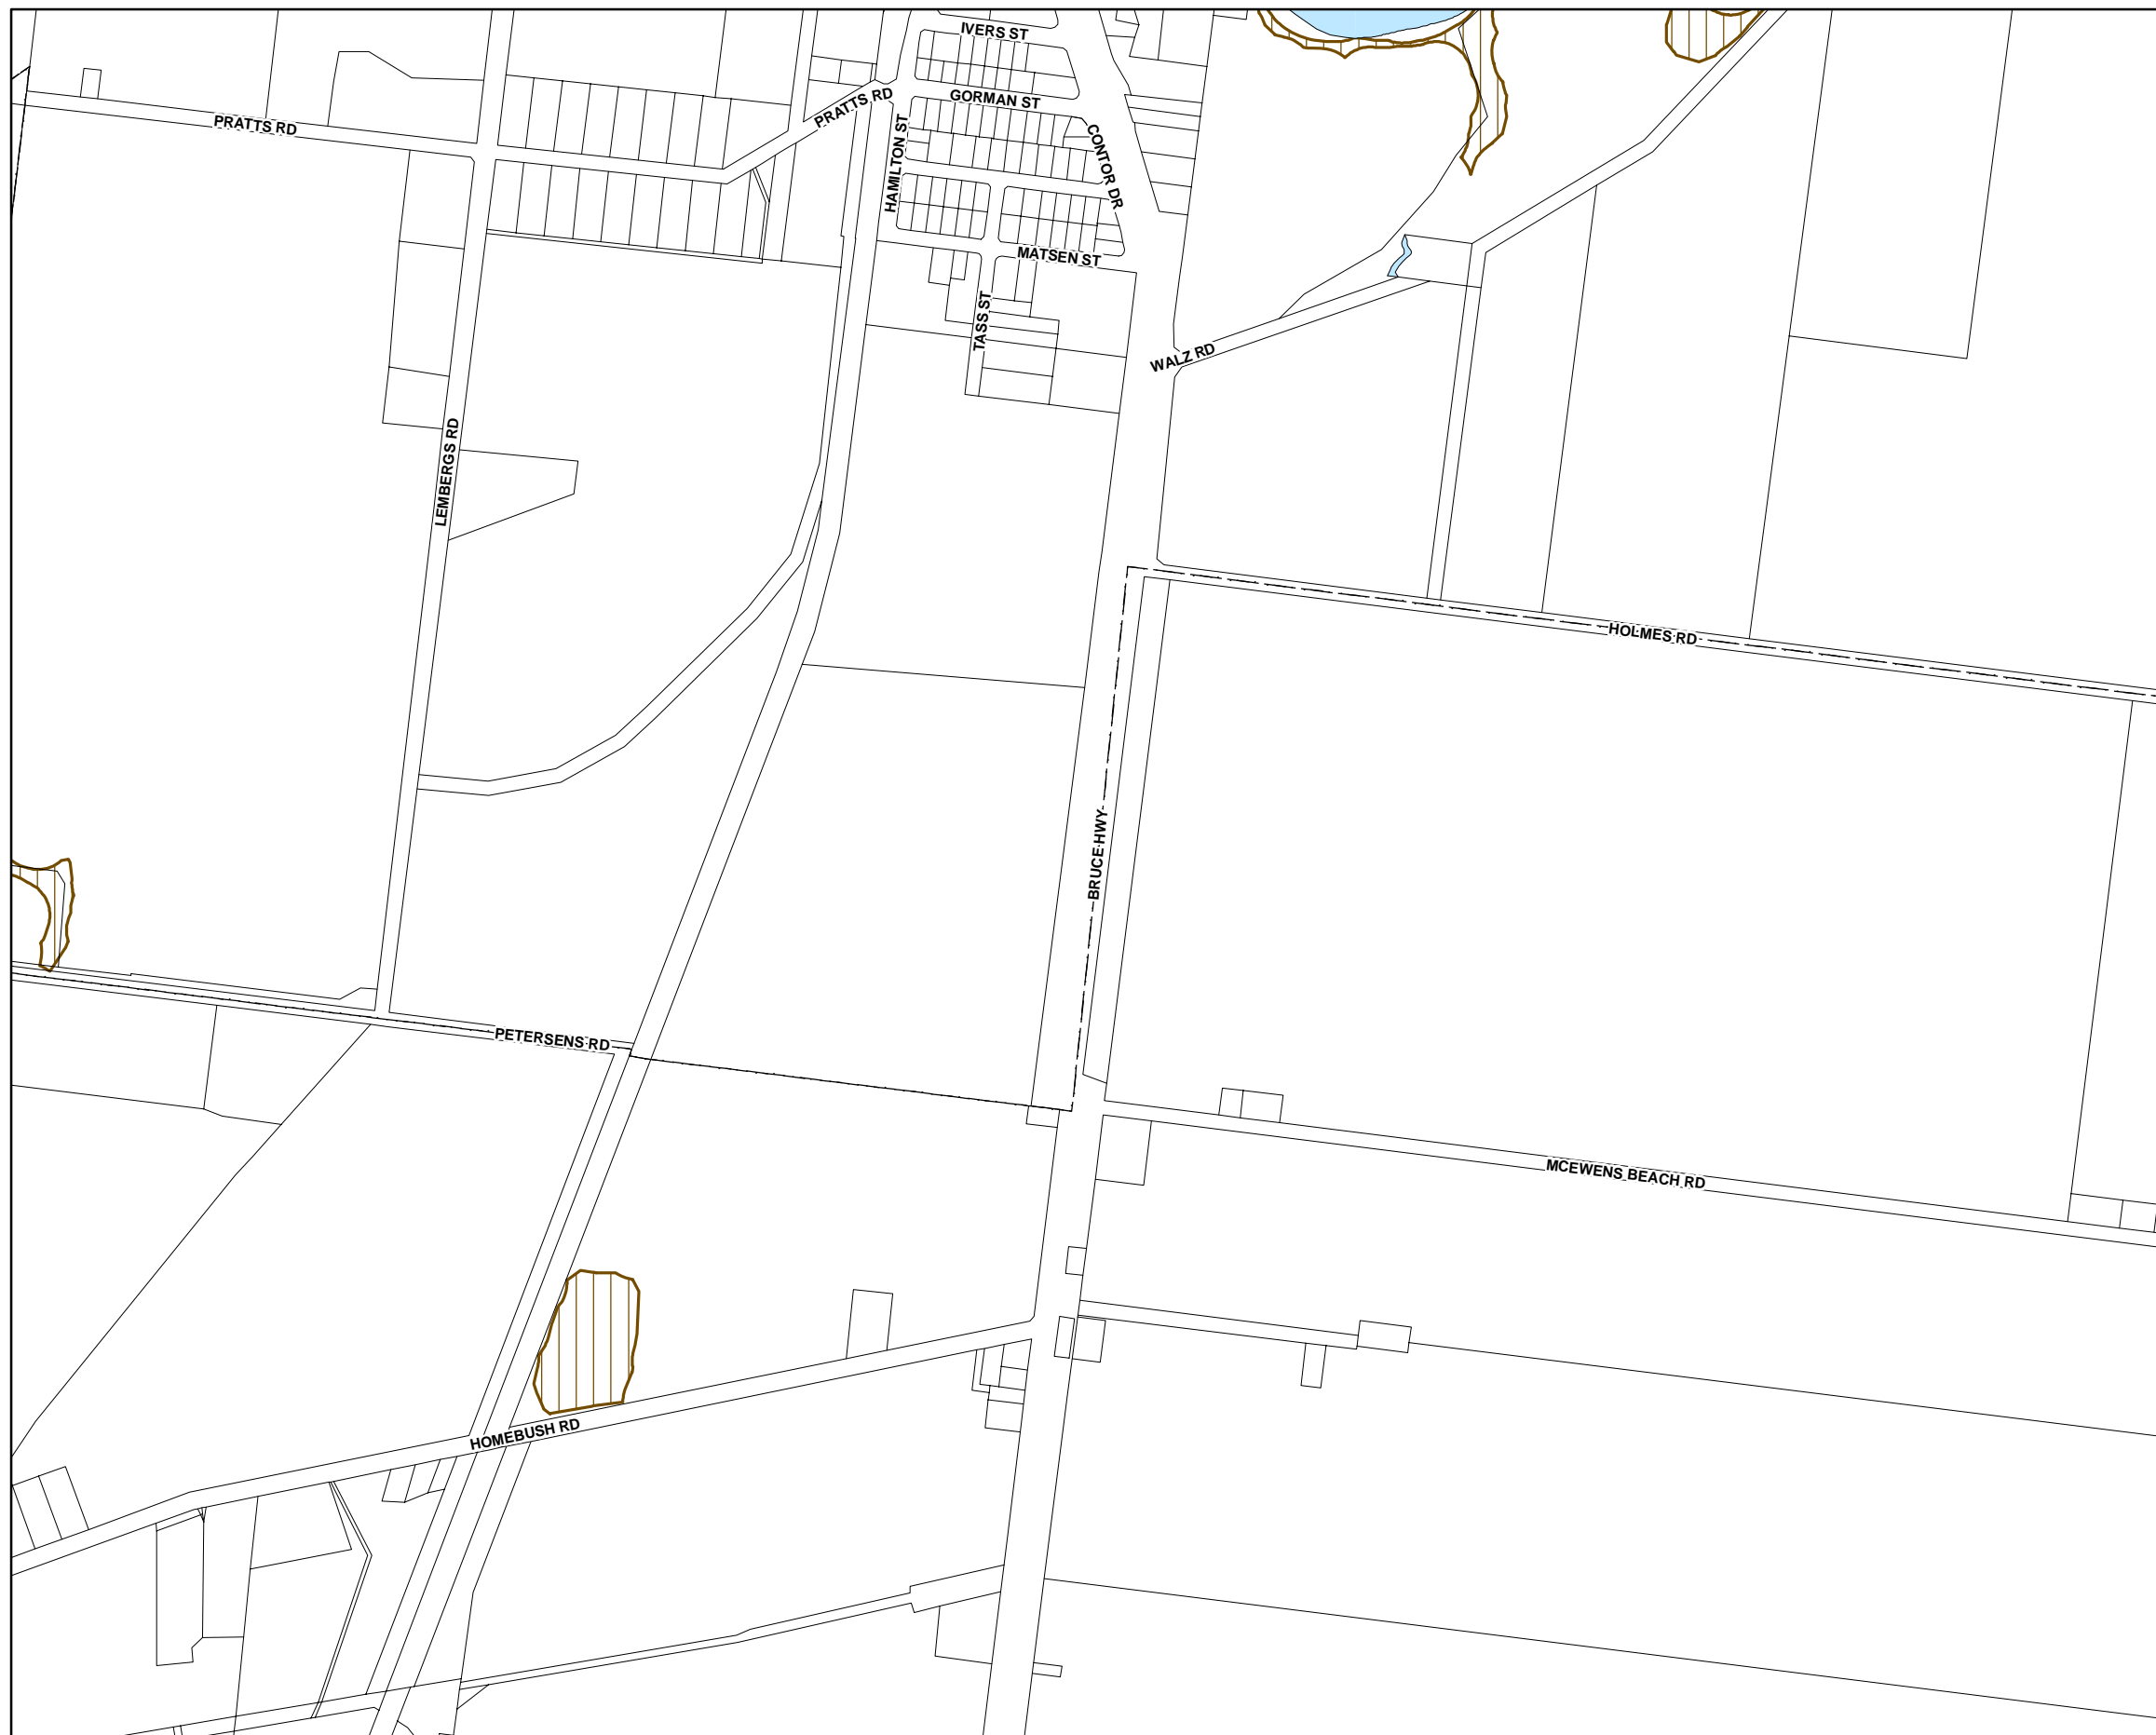 IVERS ST
GORMAN ST
PRATTS RD
PRATTS RD
HAMILTON ST
CONTOR DR
MATSEN ST
TASS ST
WALZ RD
LEMBERGS RD
HOLMES RD
BRUCE HWY
PETERSENS RD
MCEWENS BEACH RD
HOMEBUSH RD